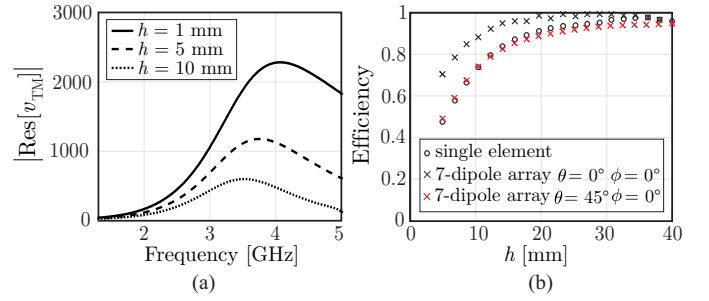 3000
2000
1000
0
|Res[v_TM]|
h = 1 mm
h = 5 mm
h = 10 mm
2
3
4
5
Frequency [GHz]
(a)
1
0.8
0.6
0.4
0.2
0
Efficiency
single element
7-dipole array θ= 0° ϕ= 0°
7-dipole array θ= 45° ϕ= 0°
0
10
20
30
40
h [mm]
(b)